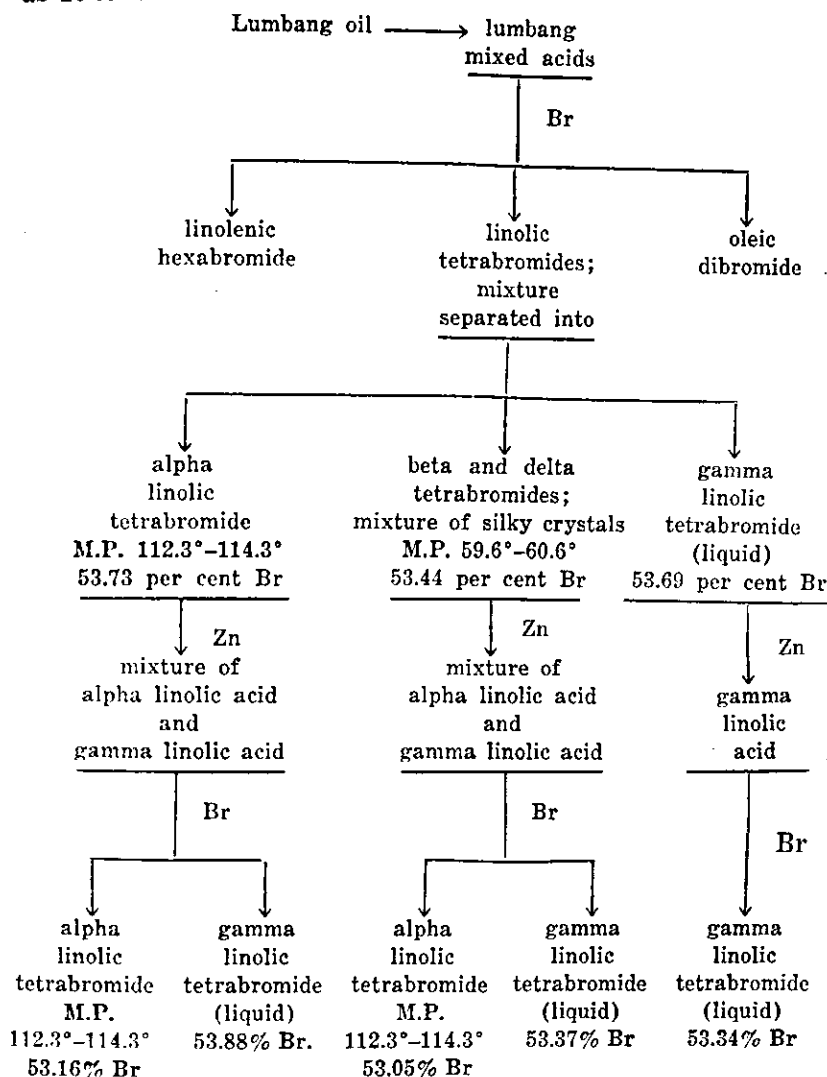 Lumbang oil lumbang
mixed acids
Br
linolenic
hexabromide
linolic
tetrabromides;
mixture
separated into
oleic
dibromide
alpha
linolic
tetrabromide
M.P. 112.3°–114.3°
53.73 per cent Br
beta and delta
tetrabromides;
mixture of silky crystals
M.P. 59.6°–60.6°
53.44 per cent Br
gamma
linolic
tetrabromide
(liquid)
53.69 per cent Br
Zn
Zn
Zn
mixture of
alpha linolic acid
and
gamma linolic acid
mixture of
alpha linolic acid
and
gamma linolic acid
gamma
linolic
acid
Br
Br
Br
alpha
linolic
tetrabromide
M.P.
112.3°–114.3°
53.16% Br
gamma
linolic
tetrabromide
(liquid)
53.88% Br.
alpha
linolic
tetrabromide
M.P.
112.3°–114.3°
53.05% Br
gamma
linolic
tetrabromide
(liquid)
53.37% Br
gamma
linolic
tetrabromide
(liquid)
53.34% Br